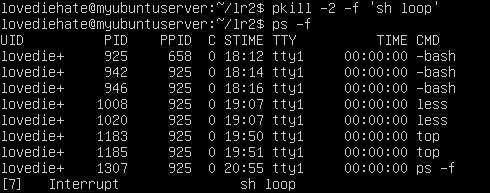 lovediehate@myubuntuserver:~/lr2$ pkill -2 -f 'sh loop'
lovediehate@myubuntuserver:~/lr2$ ps -f
UID PID PPID C STIME TTY TIME CMD
lovedie+ 925 658 0 18:12 tty1 00:00:00 -bash
lovedie+ 942 925 0 18:14 tty1 00:00:00 -bash
lovedie+ 946 925 0 18:16 tty1 00:00:00 -bash
lovedie+ 1008 925 0 19:07 tty1 00:00:00 less
lovedie+ 1020 925 0 19:07 tty1 00:00:00 less
lovedie+ 1183 925 0 19:50 tty1 00:00:00 top
lovedie+ 1185 925 0 19:51 tty1 00:00:00 top
lovedie+ 1307 925 0 20:55 tty1 00:00:00 ps -f
[7] Interrupt sh loop